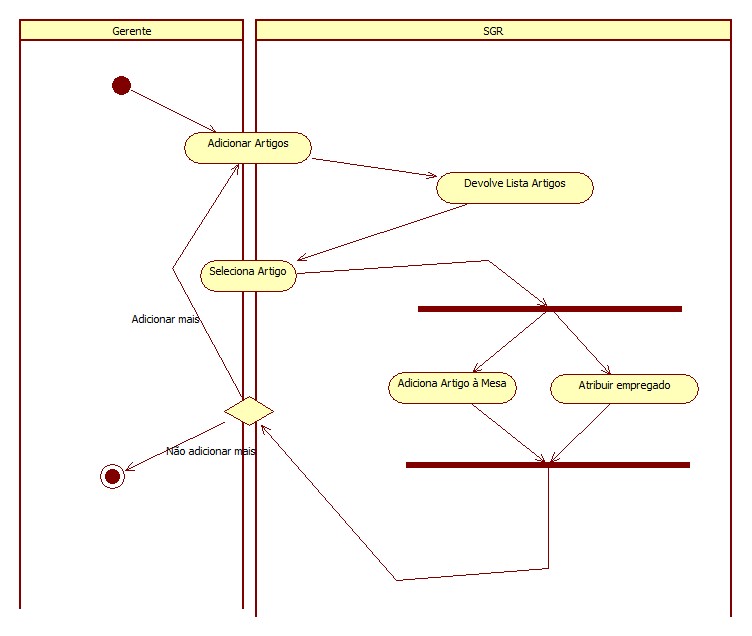 Gerente
SGR
Adicionar Artigos
Devolve Lista Artigos
Seleciona Artigo
Adicionar mais
Adiciona Artigo à Mesa
Atribuir empregado
Não adicionar mais